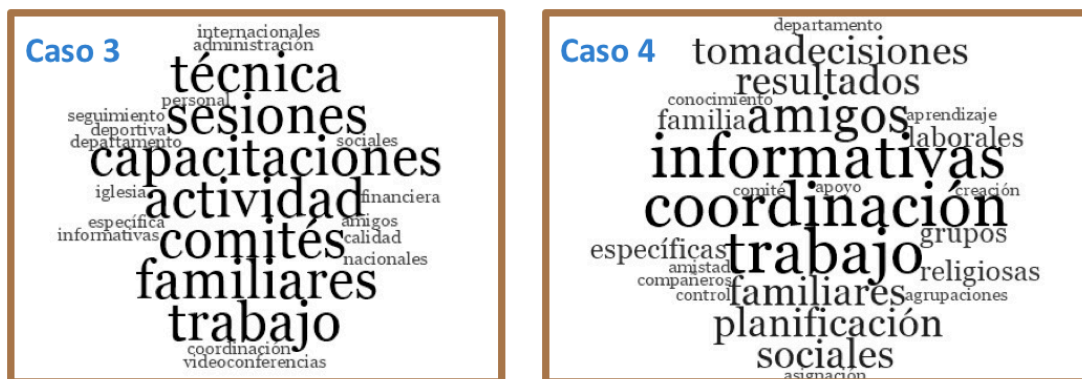 Caso 3
internacionales
administración
técnica
personal
sesiones
seguimiento
deportiva
departamento
sociales
capacitaciones
iglesia
actividad
financiera
específica
informativas
comités
amigos
calidad
nacionales
familiares
trabajo
coordinación
videoconferencias
Caso 4
departamento
tomadecisiones
resultados
conocimiento
familia
amigos
aprendizaje
laborales
informativas
comité
apoyo
creación
coordinación
grupos
específicas
trabajo
amistad
compañeros
control
religiosas
familiares
agrupaciones
planificación
sociales
asignación